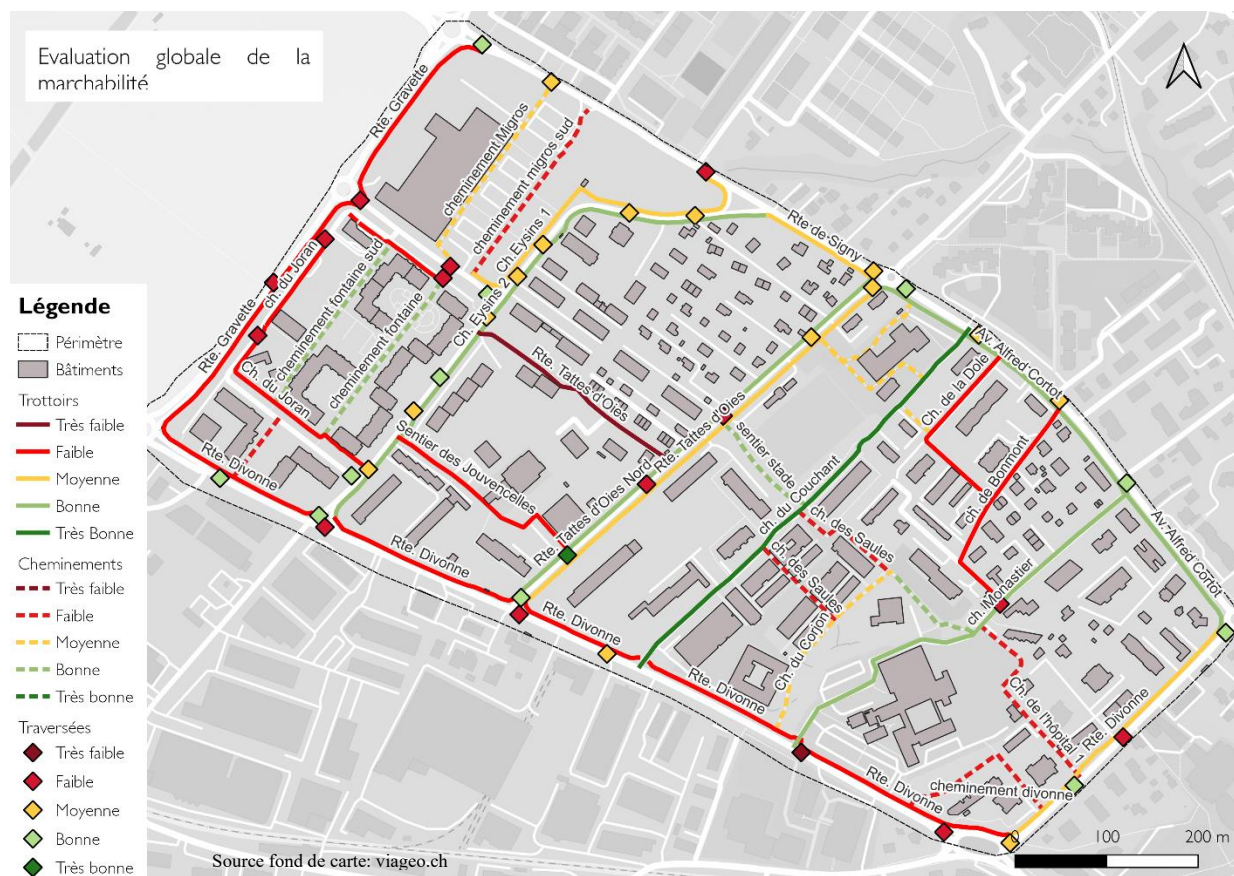 Evaluation globale de la
marchabilité
Rte. Gravette
cheminement Migros
cheminement migros sud
Ch.Eysins 1
Rte de Signy
ch. du Joran
cheminement fontaine sud
cheminement fontaine
Ch. Eysins 2
Rte. Gravette
Ch. du Joran
Rte. Tattes d'Oies
Rte. Tattes d'Oies
Av. Alfred Cortot
Ch. de la Dole
sentier stade
Sentier des Jouvencelles
ch. de Bonmont
ch. du Couchant
Rte. Divonne
Rte. Tattes d'Oies Nord
ch. des Saules
Av. Alfred Cortot
Rte. Divonne
ch. des Saules
ch. Monastier
Rte. Divonne
Ch. du Corjon
Rte. Divonne
Ch. de l'hôpital 1
Rte. Divonne
Rte. Divonne
cheminement divonne
Légende
Périmètre
Bâtiments
Trottoirs
Très faible
Faible
Moyenne
Bonne
Très Bonne
Cheminements
Très faible
Faible
Moyenne
Bonne
Très bonne
Traversées
Très faible
Faible
Moyenne
Bonne
Très bonne
Source fond de carte: viageo.ch
0 100 200 m